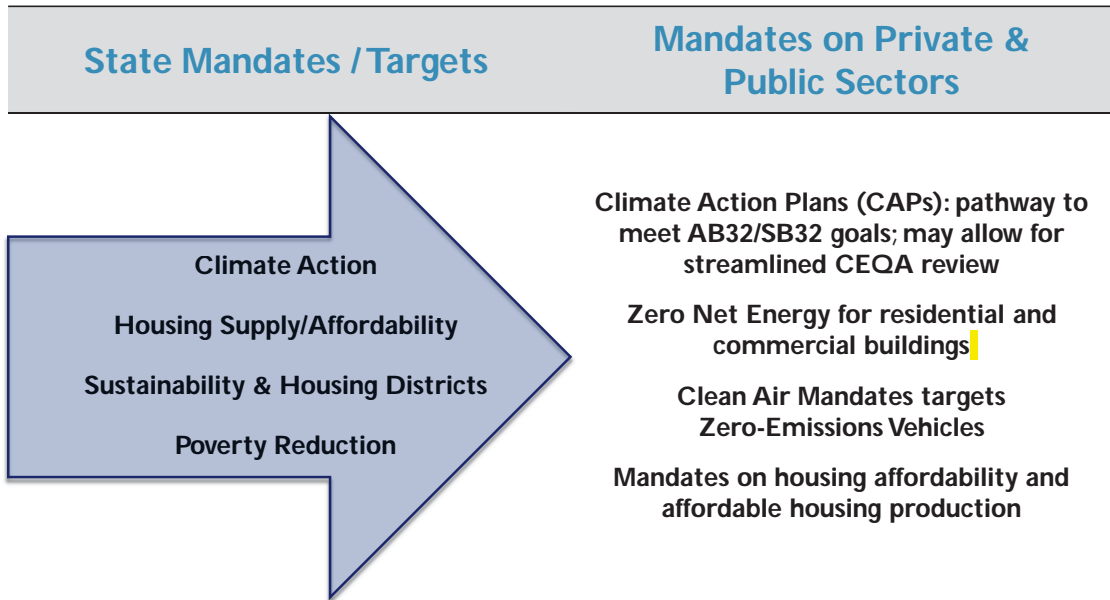 State Mandates / Targets
Mandates on Private &
Public Sectors
Climate Action
Housing Supply/Affordability
Sustainability & Housing Districts
Poverty Reduction
Climate Action Plans (CAPs): pathway to
meet AB32/SB32 goals; may allow for
streamlined CEQA review
Zero Net Energy for residential and
commercial buildings
Clean Air Mandates targets
Zero-Emissions Vehicles
Mandates on housing affordability and
affordable housing production